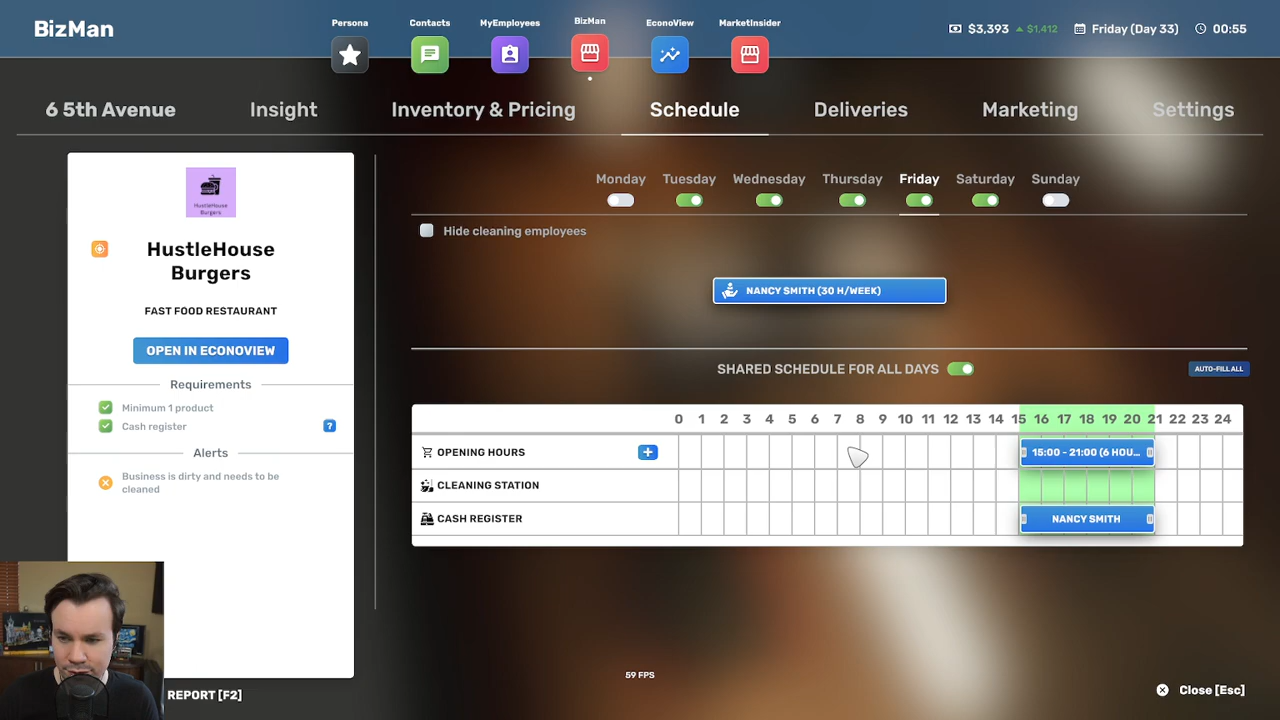 BizMan
Persona
Contacts
MyEmployees
BizMan
EconoView
MarketInsider
$3,393
$1,412
Friday (Day 33)
00:55
6 5th Avenue
Insight
Inventory & Pricing
Schedule
Deliveries
Marketing
Settings
HustleHouse
Burgers
HustleHouse
Burgers
FAST FOOD RESTAURANT
OPEN IN ECONOVIEW
Requirements
Minimum 1 product
Cash register
?
Alerts
Business is dirty and needs to be
cleaned
REPORT [F2]
Monday
Tuesday
Wednesday
Thursday
Friday
Saturday
Sunday
Hide cleaning employees
NANCY SMITH (30 H/WEEK)
SHARED SCHEDULE FOR ALL DAYS
AUTO-FILL ALL
0 1 2 3 4 5 6 7 8 9 10 11 12 13 14 15 16 17 18 19 20 21 22 23 24
OPENING HOURS
15:00 - 21:00 (6 HOU...
CLEANING STATION
CASH REGISTER
NANCY SMITH
59 FPS
Close [Esc]